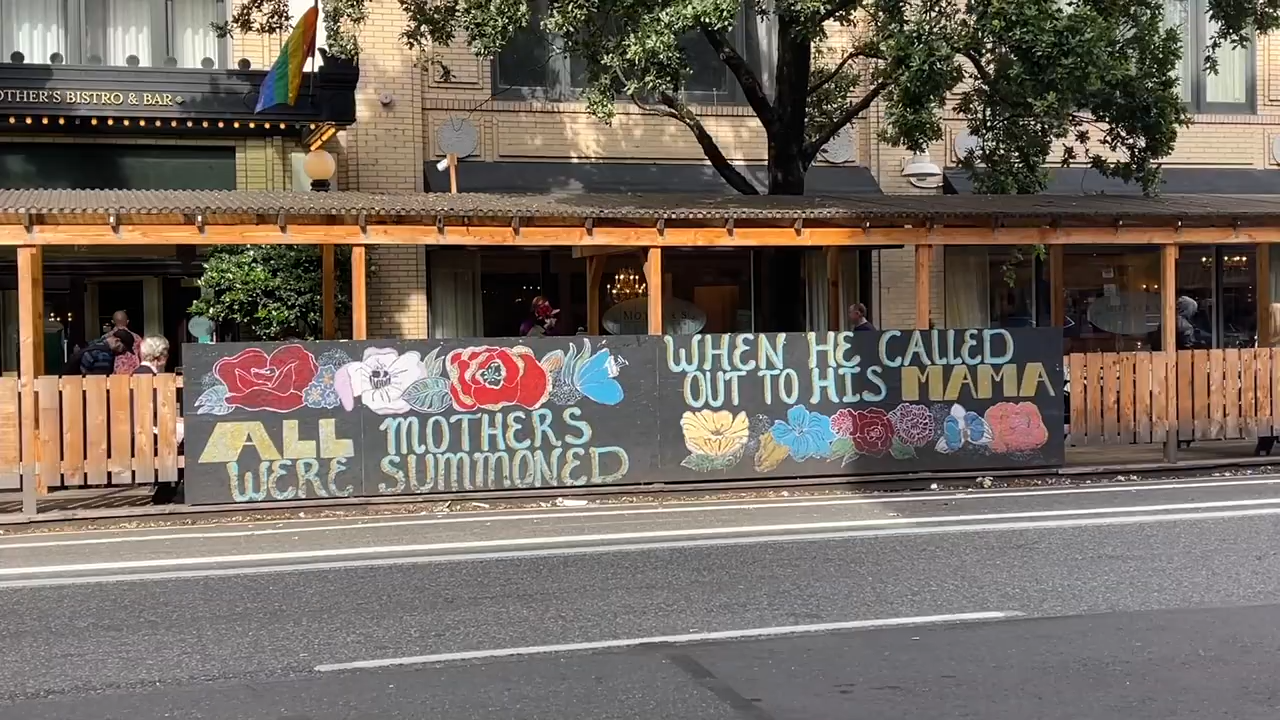 OTHER'S BISTRO & BAR
ALL MOTHERS
WERE SUMMONED
WHEN HE CALLED
OUT TO HIS MAMA